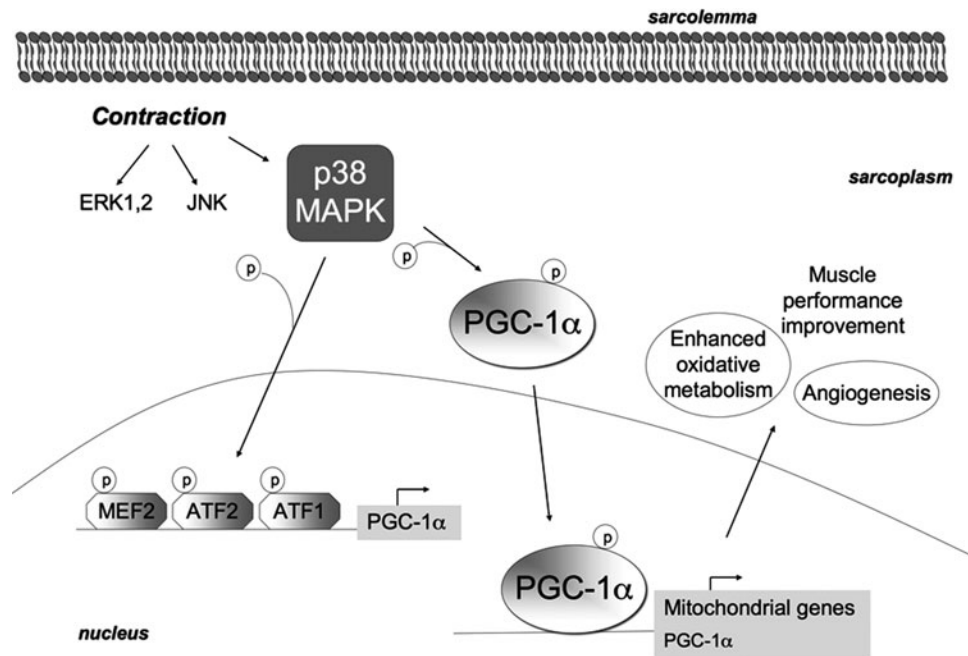 sarcolemma
Contraction
ERK1,2
JNK
p38
MAPK
sarcoplasm
p
p
p
PGC-1α
Muscle
performance
improvement
Enhanced
oxidative
metabolism
Angiogenesis
p
p
p
MEF2
ATF2
ATF1
PGC-1α
p
PGC-1α
Mitochondrial genes
PGC-1α
nucleus